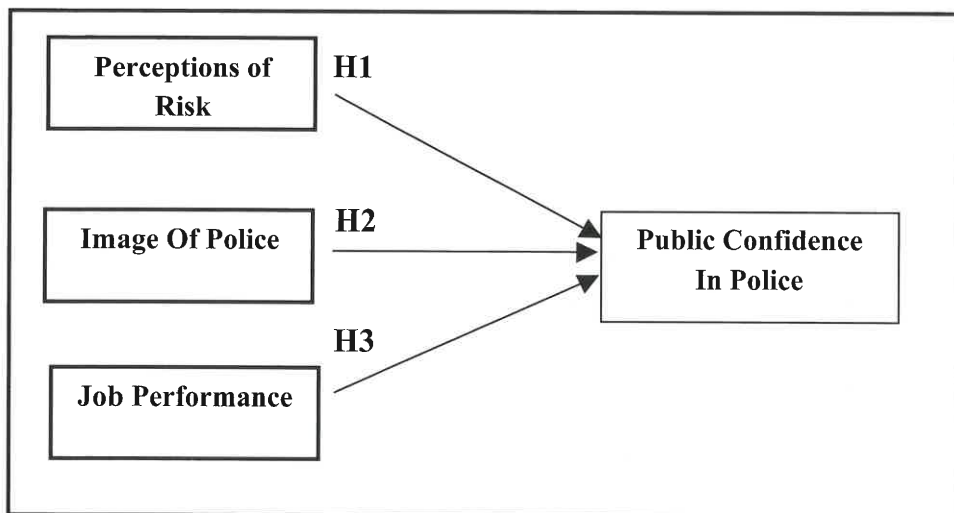 Perceptions of
Risk
H1
Image Of Police
H2
Public Confidence
In Police
H3
Job Performance